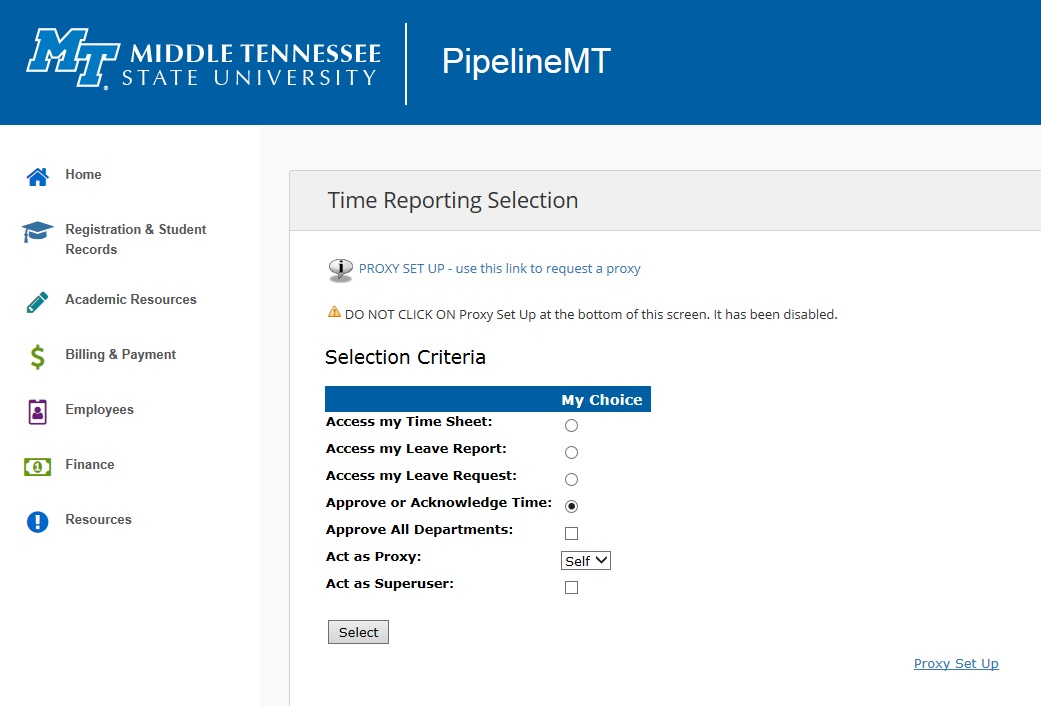 MT MIDDLE TENNESSEE
STATE UNIVERSITY
PipelineMT
Home
Registration & Student
Records
Academic Resources
Billing & Payment
Employees
Finance
Resources
Time Reporting Selection
PROXY SET UP - use this link to request a proxy
DO NOT CLICK ON Proxy Set Up at the bottom of this screen. It has been disabled.
Selection Criteria
My Choice
Access my Time Sheet:
Access my Leave Report:
Access my Leave Request:
Approve or Acknowledge Time:
Approve All Departments:
Act as Proxy: Self
Act as Superuser:
Select
Proxy Set Up